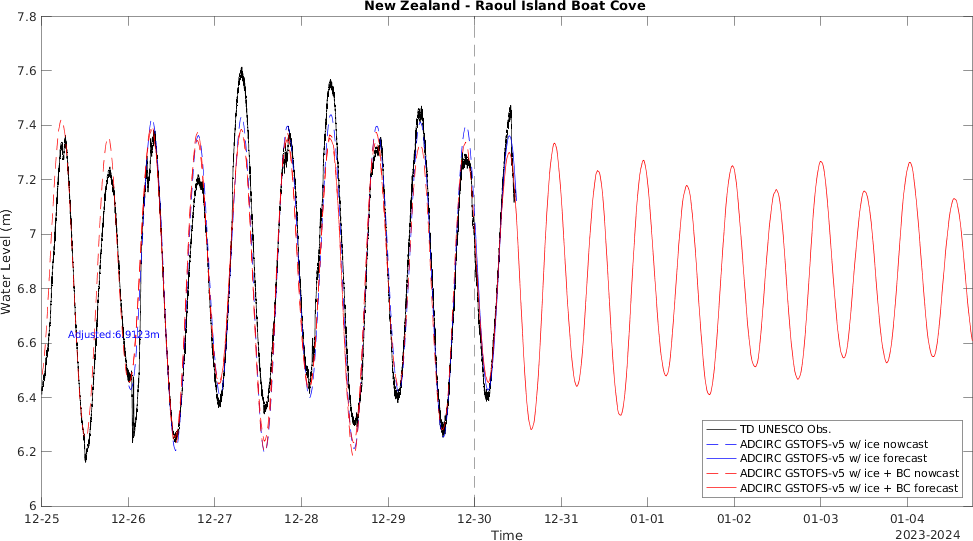 New Zealand - Raoul Island Boat Cove
7.8
7.6
7.4
7.2
7
6.8
6.6
6.4
6.2
6
Water Level (m)
Adjusted:6.9123m
TD UNESCO Obs.
ADCIRC GSTOFS-v5 w/ ice nowcast
ADCIRC GSTOFS-v5 w/ ice forecast
ADCIRC GSTOFS-v5 w/ ice + BC nowcast
ADCIRC GSTOFS-v5 w/ ice + BC forecast
12-25 12-26 12-27 12-28 12-29 12-30 12-31 01-01 01-02 01-03 01-04
Time
2023-2024